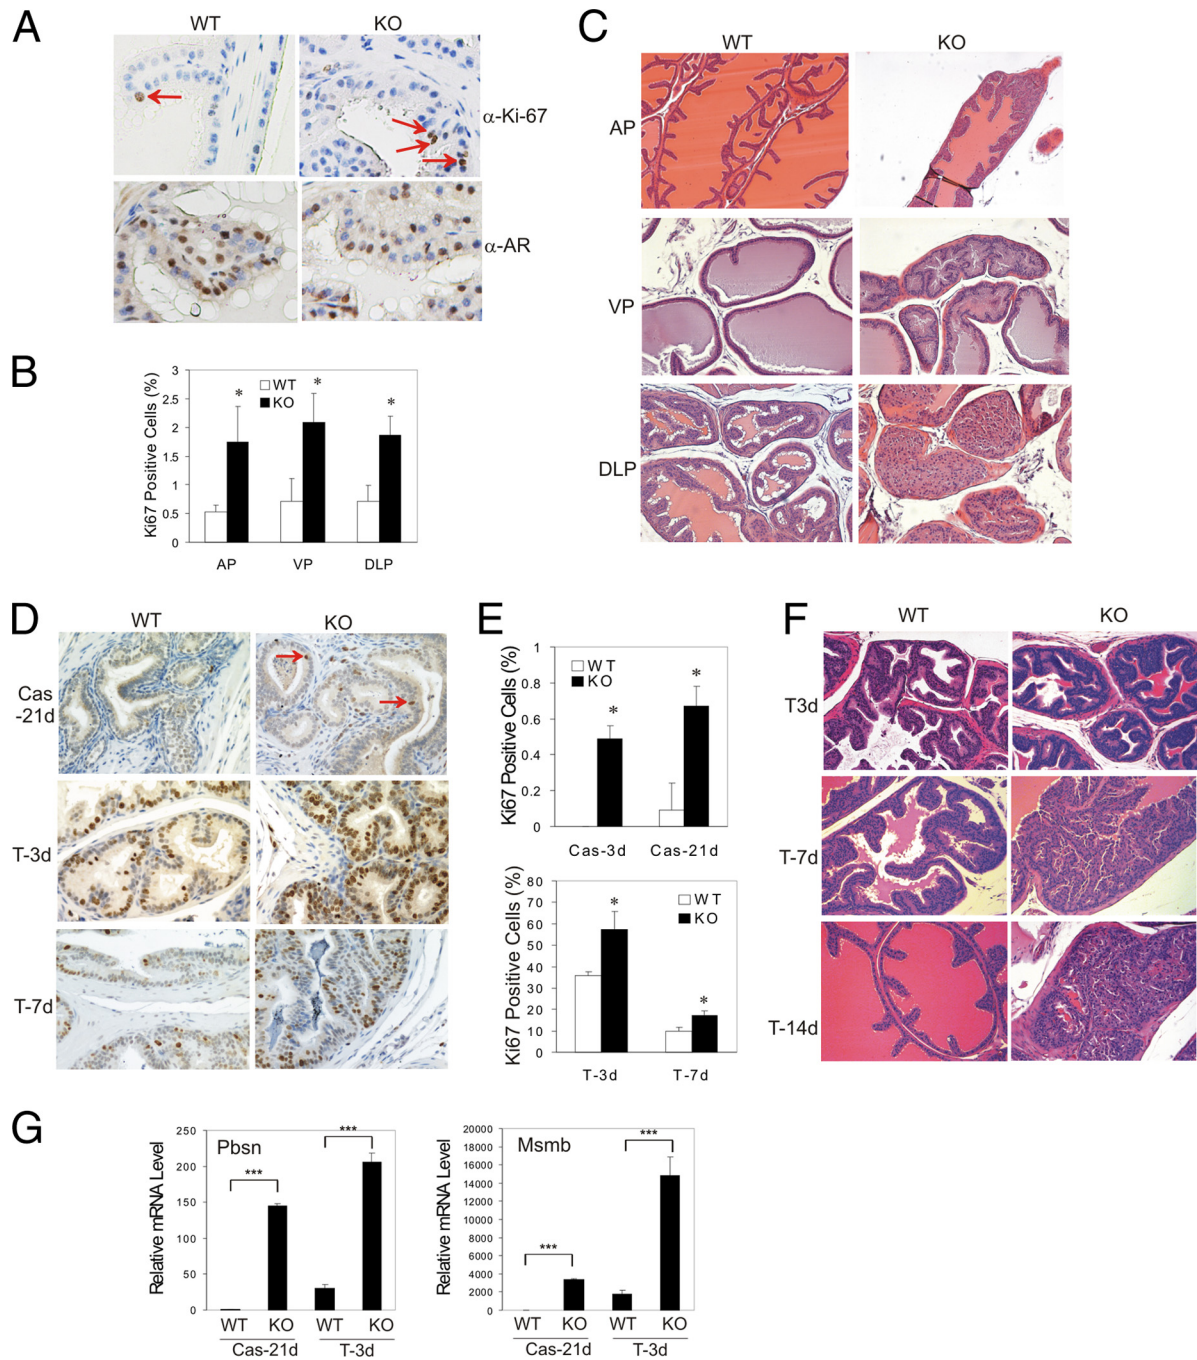 A
WT KO
α-Ki-67
α-AR
B
Ki67 Positive Cells (%)
3
2.5
2
1.5
1
0.5
0
WT
KO
* * *
AP VP DLP
C
WT KO
AP
VP
DLP
D
WT KO
Cas
-21d
T-3d
T-7d
E
Ki67 Positive Cells (%)
1
0.8
0.6
0.4
0.2
0
WT
KO
* *
Cas-3d Cas-21d
Ki67 Positive Cells (%)
80
70
60
50
40
30
20
10
0
WT
KO
* *
T-3d T-7d
F
WT KO
T3d
T-7d
T-14d
G
Relative mRNA Level
250
200
150
100
50
0
Pbsn
*** ***
WT KO WT KO
Cas-21d T-3d
Relative mRNA Level
20000
18000
16000
14000
12000
10000
8000
6000
4000
2000
0
Msmb
*** ***
WT KO WT KO
Cas-21d T-3d